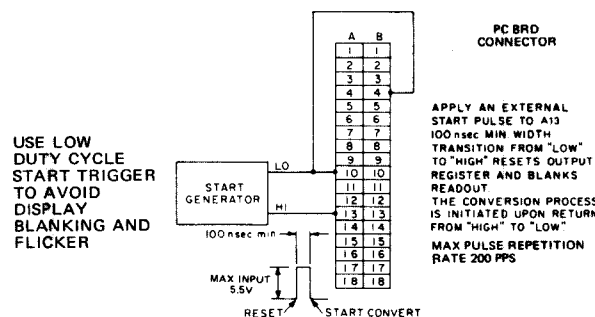 PC BRD
CONNECTOR
A B
1 1
2 2
3 3
4 4
5 5
6 6
7 7
8 8
9 9
10 10
11 11
12 12
13 13
14 14
15 15
16 16
17 17
18 18
USE LOW
DUTY CYCLE
START TRIGGER
TO AVOID
DISPLAY
BLANKING AND
FLICKER
START
GENERATOR
LO
HI
100 nsec min
MAX INPUT
5.5V
RESET
START CONVERT
APPLY AN EXTERNAL
START PULSE TO A13
100 nsec MIN. WIDTH
TRANSITION FROM "LOW"
TO "HIGH" RESETS OUTPUT
REGISTER AND BLANKS
READOUT.
THE CONVERSION PROCESS
IS INITIATED UPON RETURN
FROM "HIGH" TO "LOW"
MAX PULSE REPETITION
RATE 200 PPS